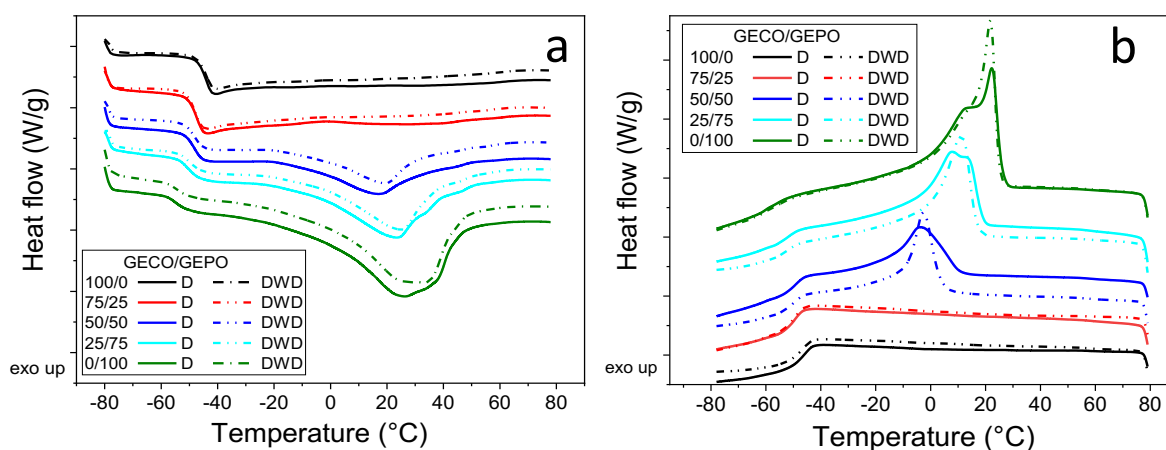 a
Heat flow (W/g)
GECO/GEPO
100/0 D DWD
75/25 D DWD
50/50 D DWD
25/75 D DWD
0/100 D DWD
exo up
-80 -60 -40 -20 0 20 40 60 80
Temperature (°C)
b
Heat flow (W/g)
GECO/GEPO
100/0 D DWD
75/25 D DWD
50/50 D DWD
25/75 D DWD
0/100 D DWD
exo up
-80 -60 -40 -20 0 20 40 60 80
Temperature (°C)